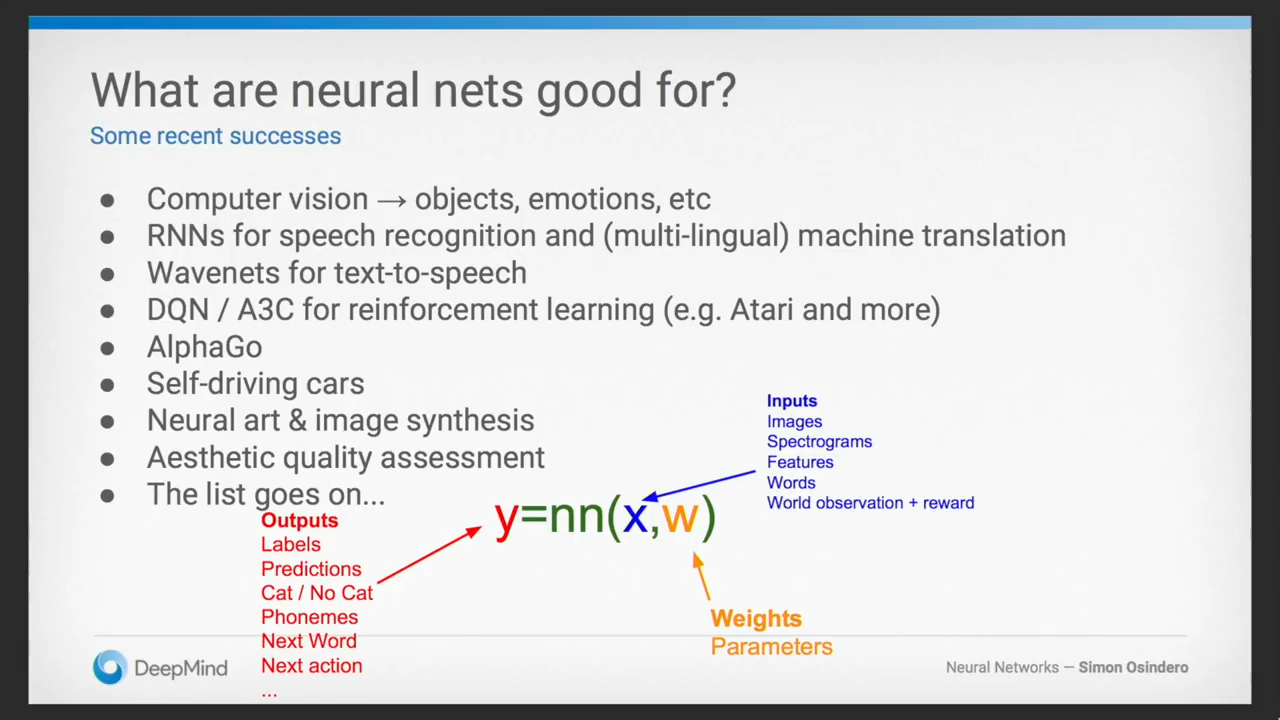 What are neural nets good for?
Some recent successes
● Computer vision → objects, emotions, etc
● RNNs for speech recognition and (multi-lingual) machine translation
● Wavenets for text-to-speech
● DQN / A3C for reinforcement learning (e.g. Atari and more)
● AlphaGo
● Self-driving cars
● Neural art & image synthesis
● Aesthetic quality assessment
● The list goes on...
Inputs
Images
Spectrograms
Features
Words
World observation + reward
y=nn(x,w)
Outputs
Labels
Predictions
Cat / No Cat
Phonemes
Next Word
Next action
...
Weights
Parameters
DeepMind
Neural Networks — Simon Osindero